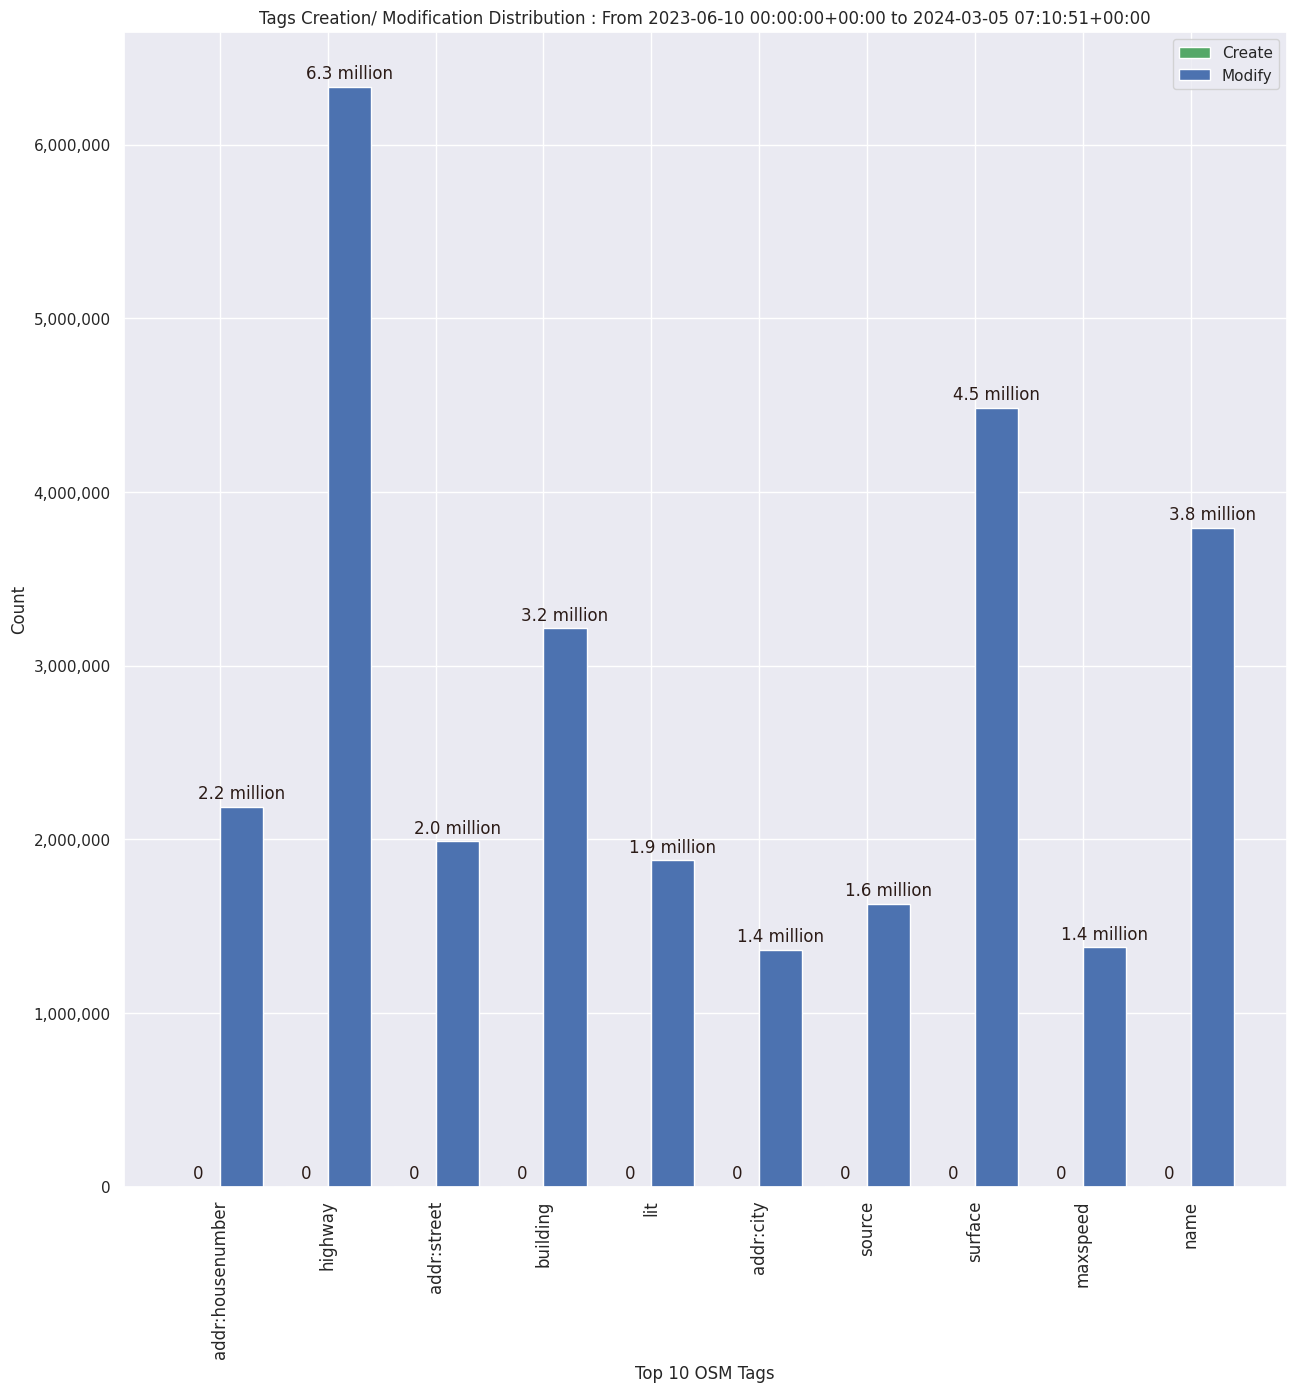 Tags Creation/ Modification Distribution : From 2023-06-10 00:00:00+00:00 to 2024-03-05 07:10:51+00:00
Create
Modify
6.3 million
6,000,000
5,000,000
4.5 million
4,000,000
3.8 million
Count
3.2 million
3,000,000
2.2 million
2.0 million
2,000,000
1.9 million
1.6 million
1.4 million
1.4 million
1,000,000
0 0 0 0 0 0 0 0 0 0
0
addr:housenumber
highway
addr:street
building
lit
addr:city
source
surface
maxspeed
name
Top 10 OSM Tags